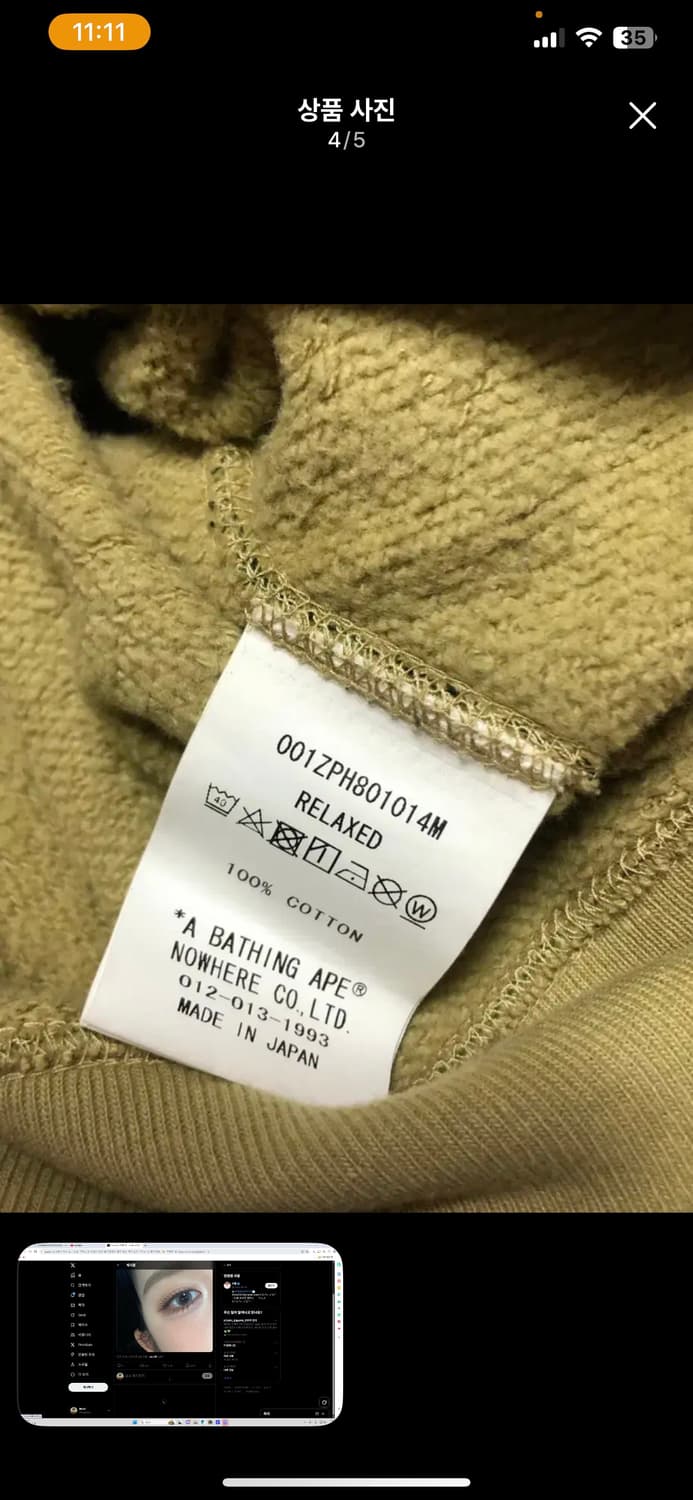 11:11
35
상품 사진
4/5
001ZPH801014M
RELAXED
40
W
100% COTTON
*A BATHING APE®
NOWHERE CO.,LTD.
012-013-1993
MADE IN JAPAN